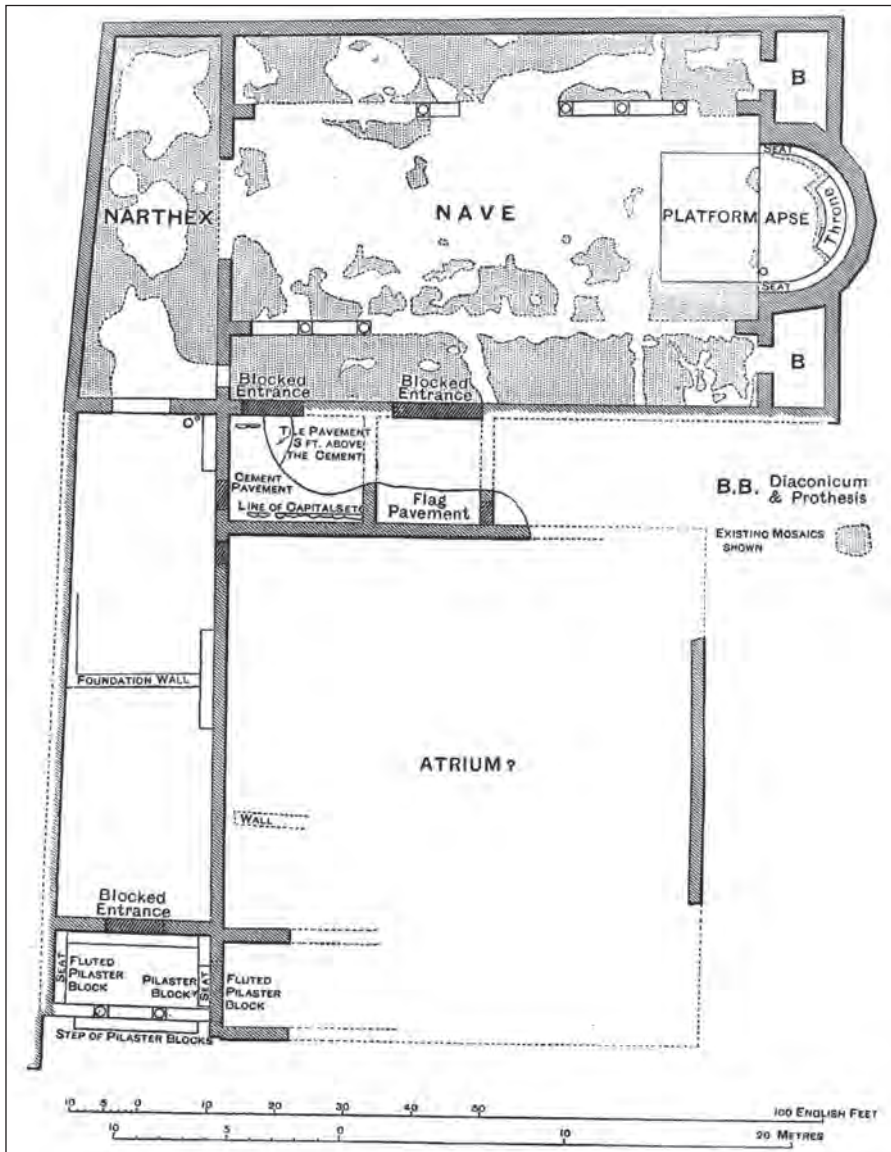 B
SEAT
NARTHEX
NAVE
PLATFORM
APSE
Throne
SEAT
B
Blocked
Entrance
Blocked
Entrance
TILE PAVEMENT
3 FT. ABOVE
THE CEMENT
CEMENT
PAVEMENT
LINE OF CAPITALS ETC
Flag
Pavement
B.B. Diaconicum
& Prothesis
EXISTING MOSAICS
SHOWN
FOUNDATION WALL
ATRIUM?
WALL
Blocked
Entrance
SEAT
FLUTED
PILASTER
BLOCK
PILASTER
BLOCK
SEAT
FLUTED
PILASTER
BLOCK
STEP OF PILASTER BLOCKS
10 5 0 10 20 30 40 50 100 ENGLISH FEET
10 5 0 10 20 METRES